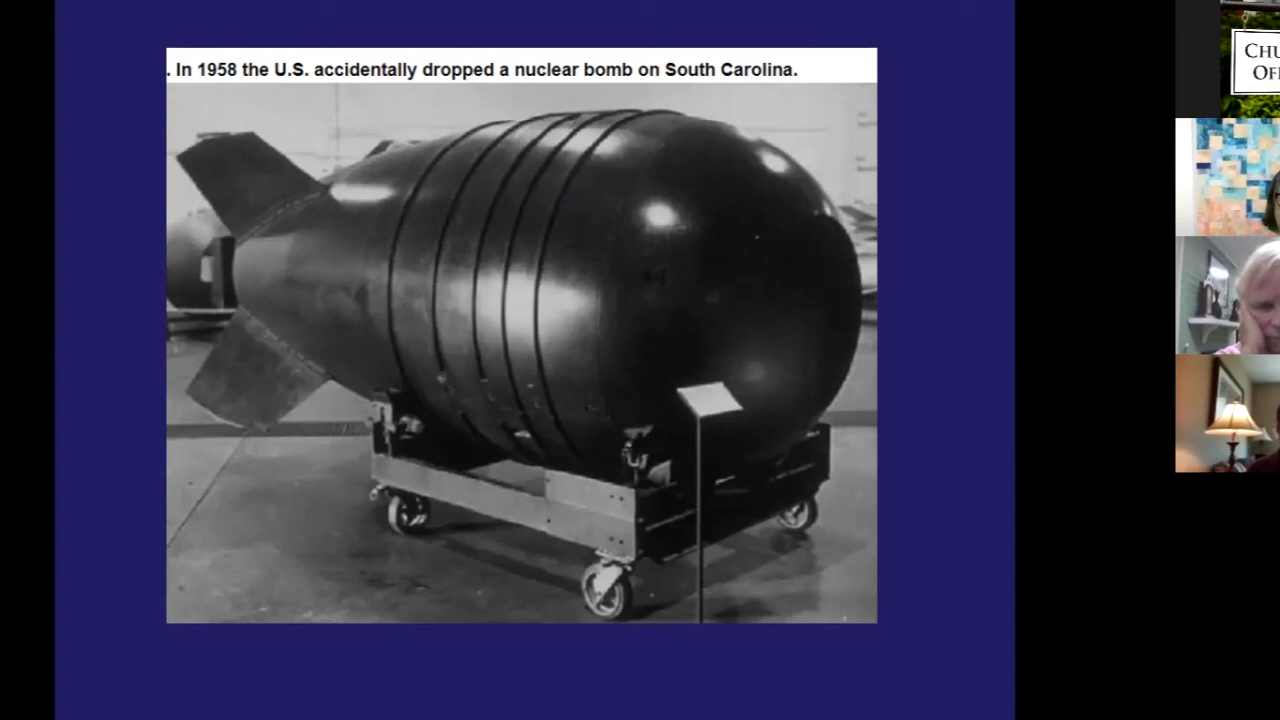 . In 1958 the U.S. accidentally dropped a nuclear bomb on South Carolina.